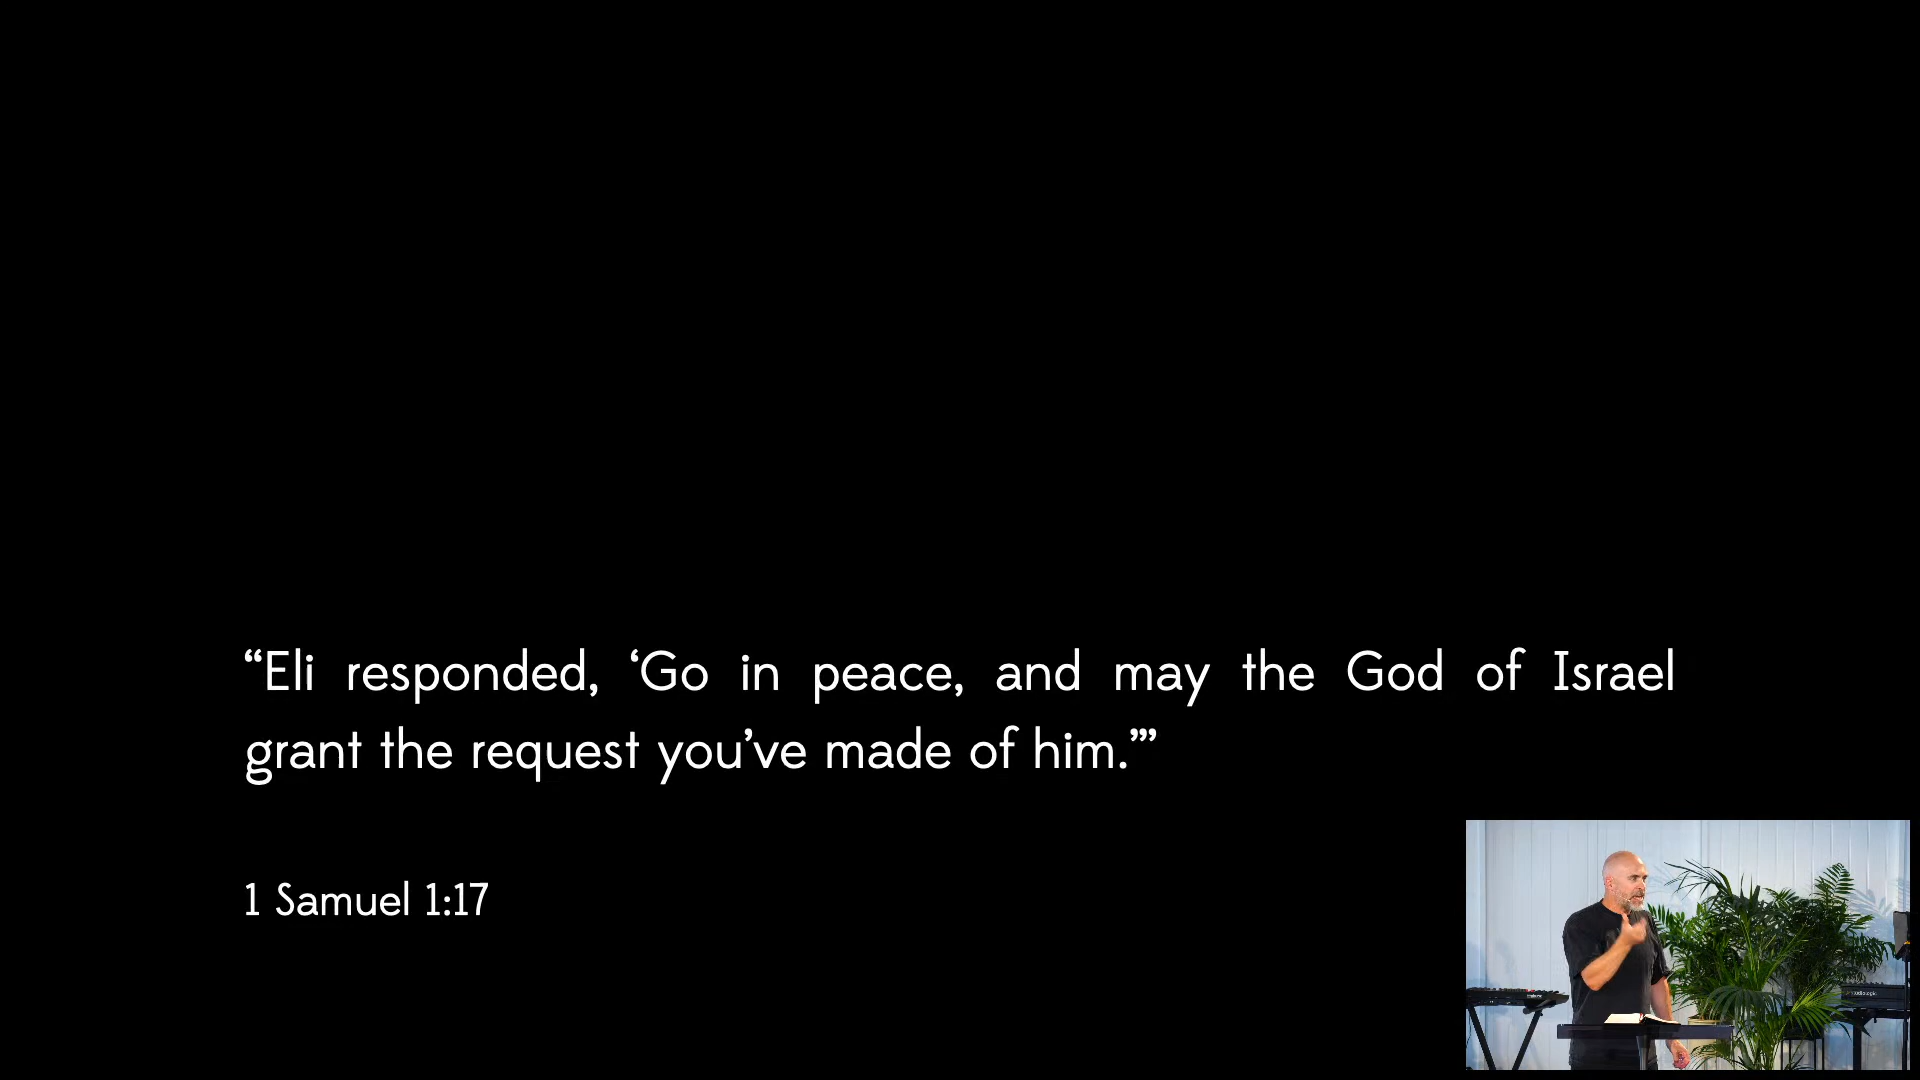 “Eli responded, ‘Go in peace, and may the God of Israel
grant the request you’ve made of him.’”
1 Samuel 1:17